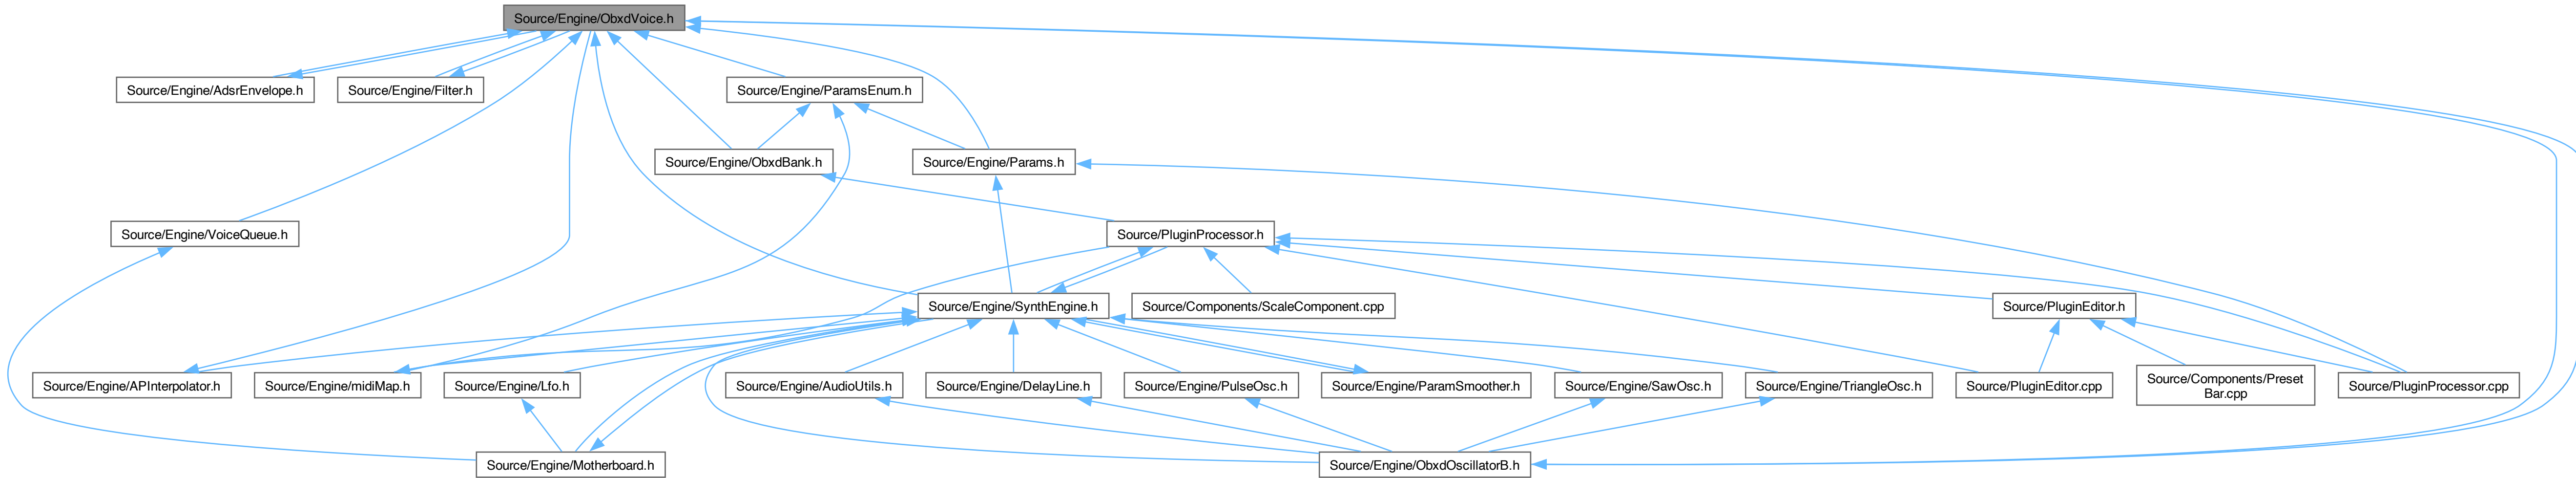 Source/Engine/ObxdVoice.h
Source/Engine/AdsrEnvelope.h
Source/Engine/Filter.h
Source/Engine/ParamsEnum.h
Source/Engine/ObxdBank.h
Source/Engine/Params.h
Source/Engine/VoiceQueue.h
Source/PluginProcessor.h
Source/Engine/SynthEngine.h
Source/Components/ScaleComponent.cpp
Source/PluginEditor.h
Source/Engine/APInterpolator.h
Source/Engine/midiMap.h
Source/Engine/Lfo.h
Source/Engine/AudioUtils.h
Source/Engine/DelayLine.h
Source/Engine/PulseOsc.h
Source/Engine/ParamSmoother.h
Source/Engine/SawOsc.h
Source/Engine/TriangleOsc.h
Source/PluginEditor.cpp
Source/Components/Preset
Bar.cpp
Source/PluginProcessor.cpp
Source/Engine/Motherboard.h
Source/Engine/ObxdOscillatorB.h